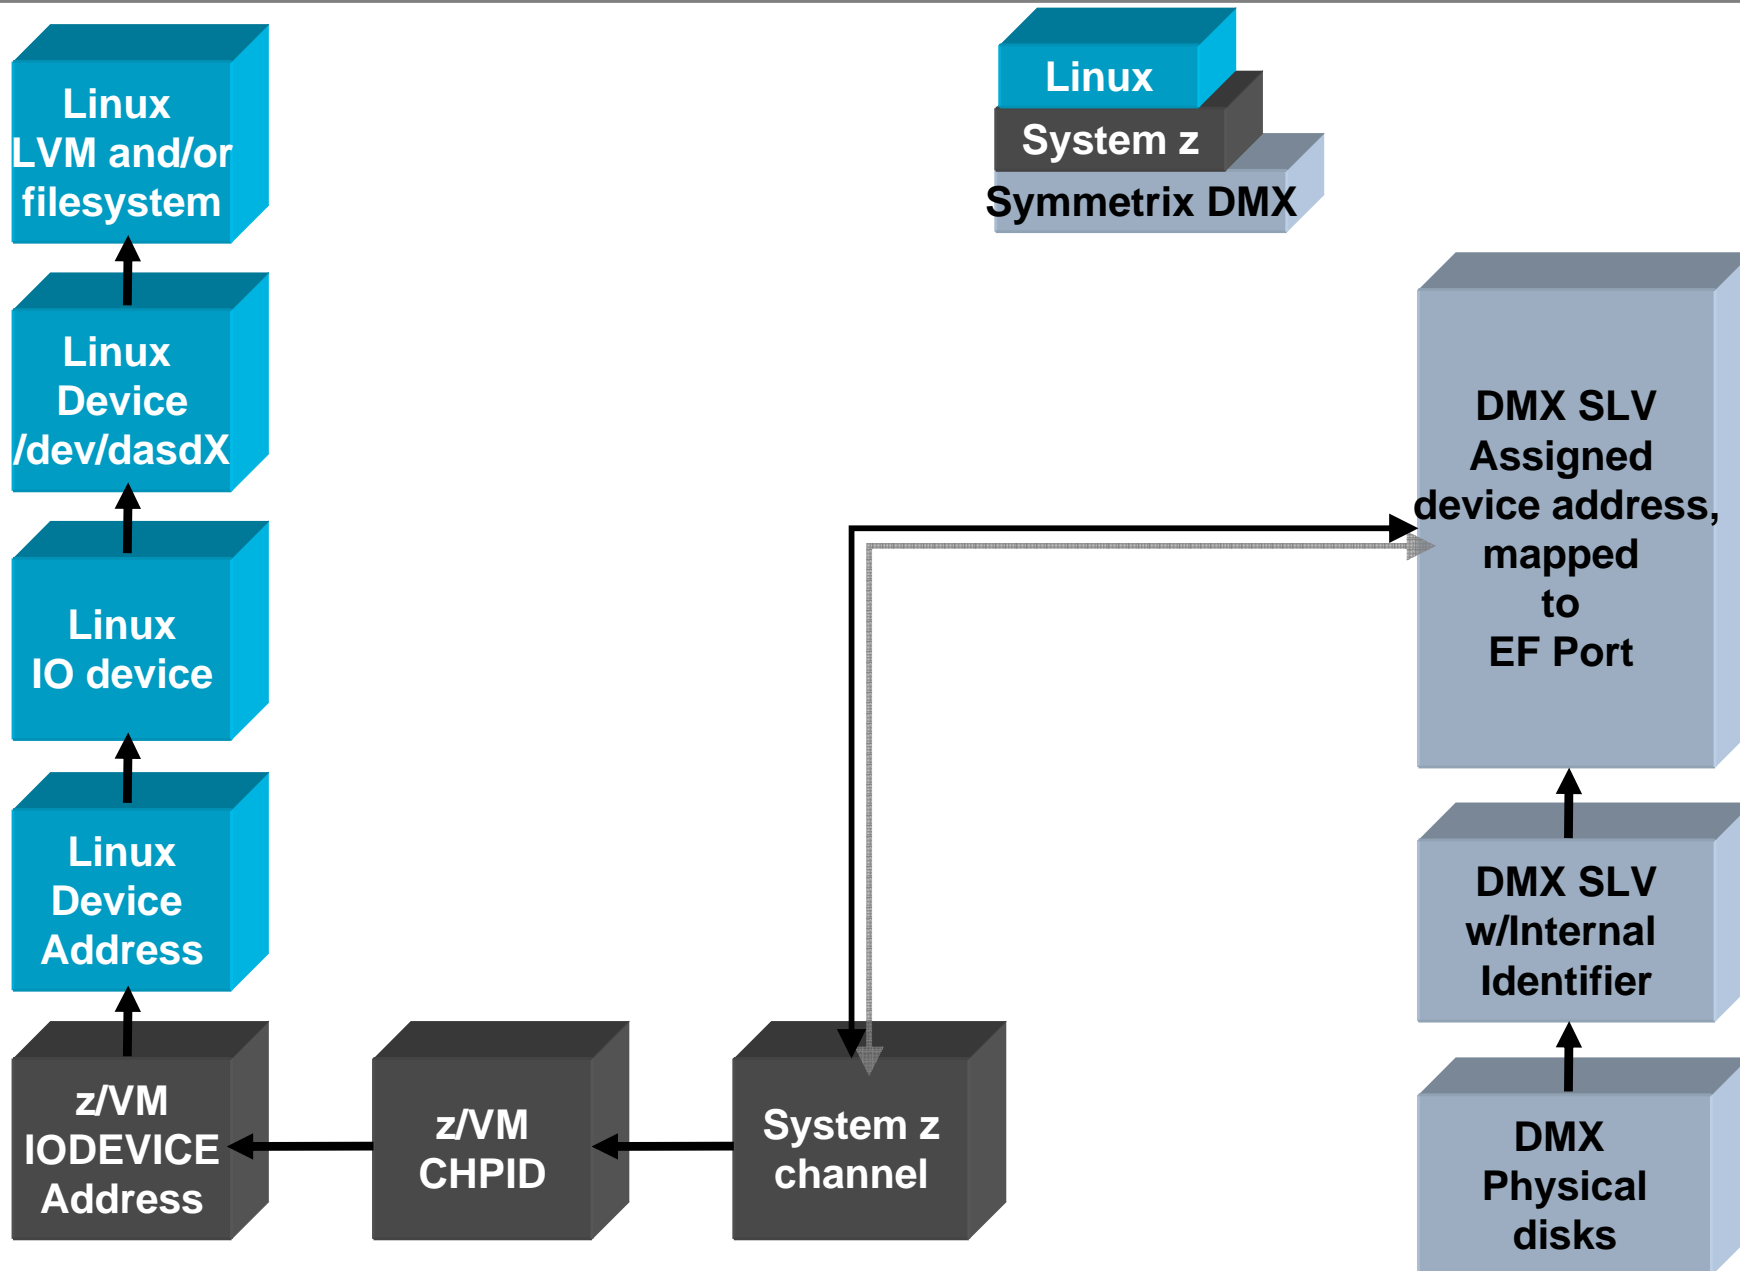 Linux
LVM and/or
filesystem
Linux
Device
/dev/dasdX
Linux
IO device
Linux
Device
Address
z/VM
IODEVICE
Address
z/VM
CHPID
System z
channel
Linux
System z
Symmetrix DMX
DMX SLV
Assigned
device address,
mapped
to
EF Port
DMX SLV
w/Internal
Identifier
DMX
Physical
disks